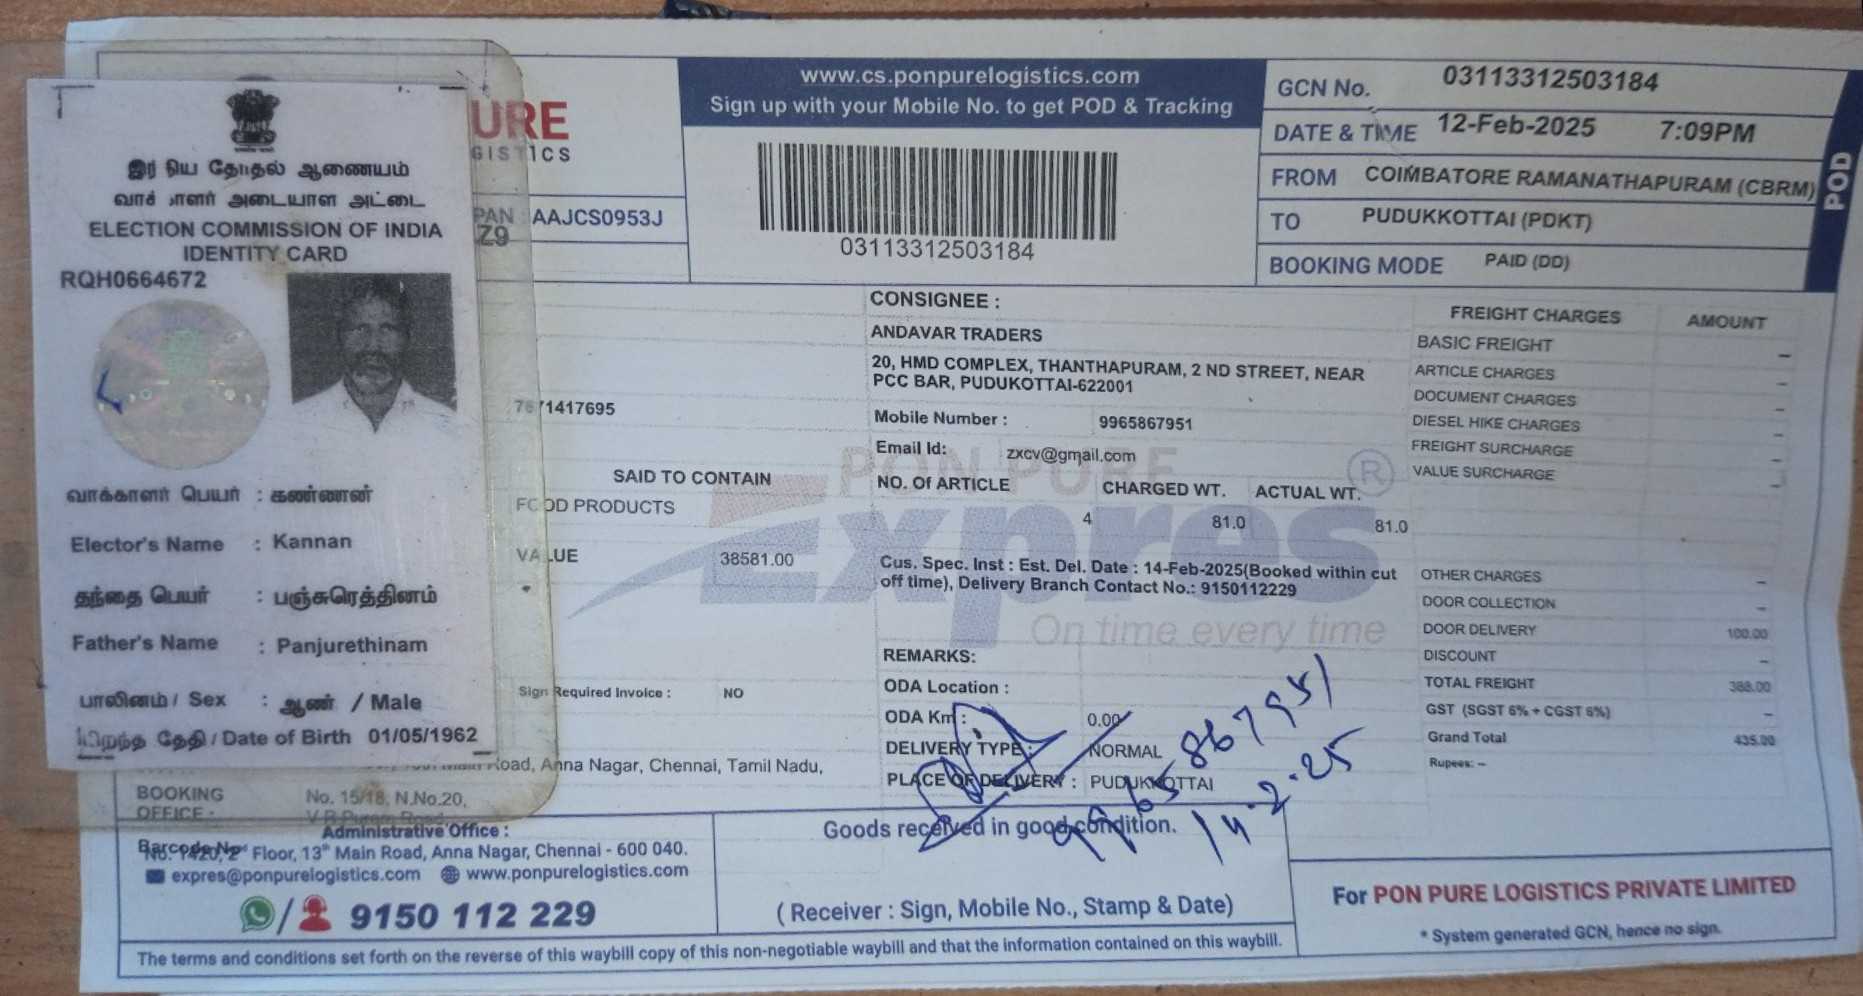 இந்திய தேர்தல் ஆணையம்
வாக்காளர் அடையாள அட்டை
ELECTION COMMISSION OF INDIA
IDENTITY CARD
RQH0664672
வாக்காளர் பெயர் : கண்ணன்
Elector's Name : Kannan
தந்தை பெயர் : பஞ்சுரெத்தினம்
Father's Name : Panjurethinam
பாலினம் / Sex : ஆண் / Male
பிறந்த தேதி / Date of Birth 01/05/1962
URE
GISTICS
PAN AAJCS0953J
Z9
www.cs.ponpurelogistics.com
Sign up with your Mobile No. to get POD & Tracking
03113312503184
GCN No. 03113312503184
DATE & TIME 12-Feb-2025 7:09PM
FROM COIMBATORE RAMANATHAPURAM (CBRM)
TO PUDUKKOTTAI (PDKT)
BOOKING MODE PAID (DD)
POD
7671417695
SAID TO CONTAIN
FOOD PRODUCTS
VALUE 38581.00
Sign Required Invoice : NO
CONSIGNEE :
ANDAVAR TRADERS
20, HMD COMPLEX, THANTHAPURAM, 2 ND STREET, NEAR
PCC BAR, PUDUKOTTAI-622001
Mobile Number : 9965867951
Email Id: zxcv@gmail.com
NO. Of ARTICLE CHARGED WT. ACTUAL WT.
4 81.0 81.0
PON PURE
Expres
On time every time
Cus. Spec. Inst : Est. Del. Date : 14-Feb-2025(Booked within cut
off time), Delivery Branch Contact No.: 9150112229
REMARKS:
ODA Location :
ODA Km : 0.00
DELIVERY TYPE : NORMAL
PLACE OF DELIVERY : PUDUKKOTTAI
FREIGHT CHARGES AMOUNT
BASIC FREIGHT –
ARTICLE CHARGES –
DOCUMENT CHARGES –
DIESEL HIKE CHARGES –
FREIGHT SURCHARGE –
VALUE SURCHARGE –
OTHER CHARGES –
DOOR COLLECTION –
DOOR DELIVERY 100.00
DISCOUNT –
TOTAL FREIGHT 388.00
GST (SGST 6% + CGST 6%) –
Grand Total 435.00
Rupees: –
9965867951
14-2-25
Road, Anna Nagar, Chennai, Tamil Nadu,
BOOKING
OFFICE : No. 15/18, N.No.20,
V R Puram Road
Barcode No
Administrative Office :
No. 1420, 2nd Floor, 13th Main Road, Anna Nagar, Chennai - 600 040.
expres@ponpurelogistics.com www.ponpurelogistics.com
9150 112 229
Goods received in good condition.
( Receiver : Sign, Mobile No., Stamp & Date)
For PON PURE LOGISTICS PRIVATE LIMITED
* System generated GCN, hence no sign.
The terms and conditions set forth on the reverse of this waybill copy of this non-negotiable waybill and that the information contained on this waybill.